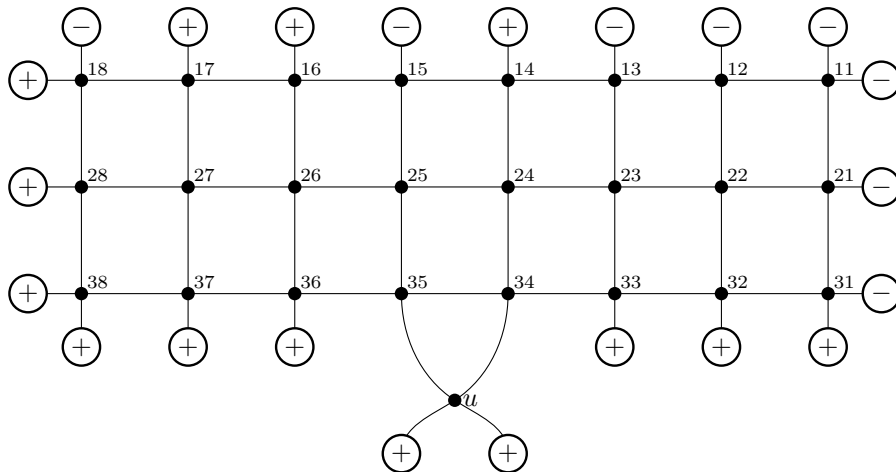 − + + − + − − −
+ 18 17 16 15 14 13 12 11 −
+ 28 27 26 25 24 23 22 21 −
+ 38 37 36 35 34 33 32 31 −
+ + + + + +
u
+ +